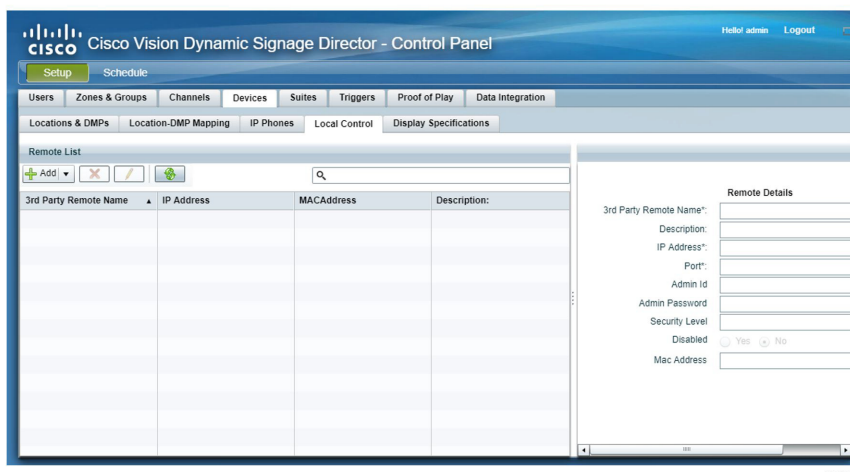 Hello! admin Logout
CISCO Cisco Vision Dynamic Signage Director - Control Panel
Setup Schedule
Users Zones & Groups Channels Devices Suites Triggers Proof of Play Data Integration
Locations & DMPs Location-DMP Mapping IP Phones Local Control Display Specifications
Remote List
Add
3rd Party Remote Name IP Address MACAddress Description:
Remote Details
3rd Party Remote Name*:
Description:
IP Address*:
Port*:
Admin Id
Admin Password
Security Level
Disabled Yes No
Mac Address